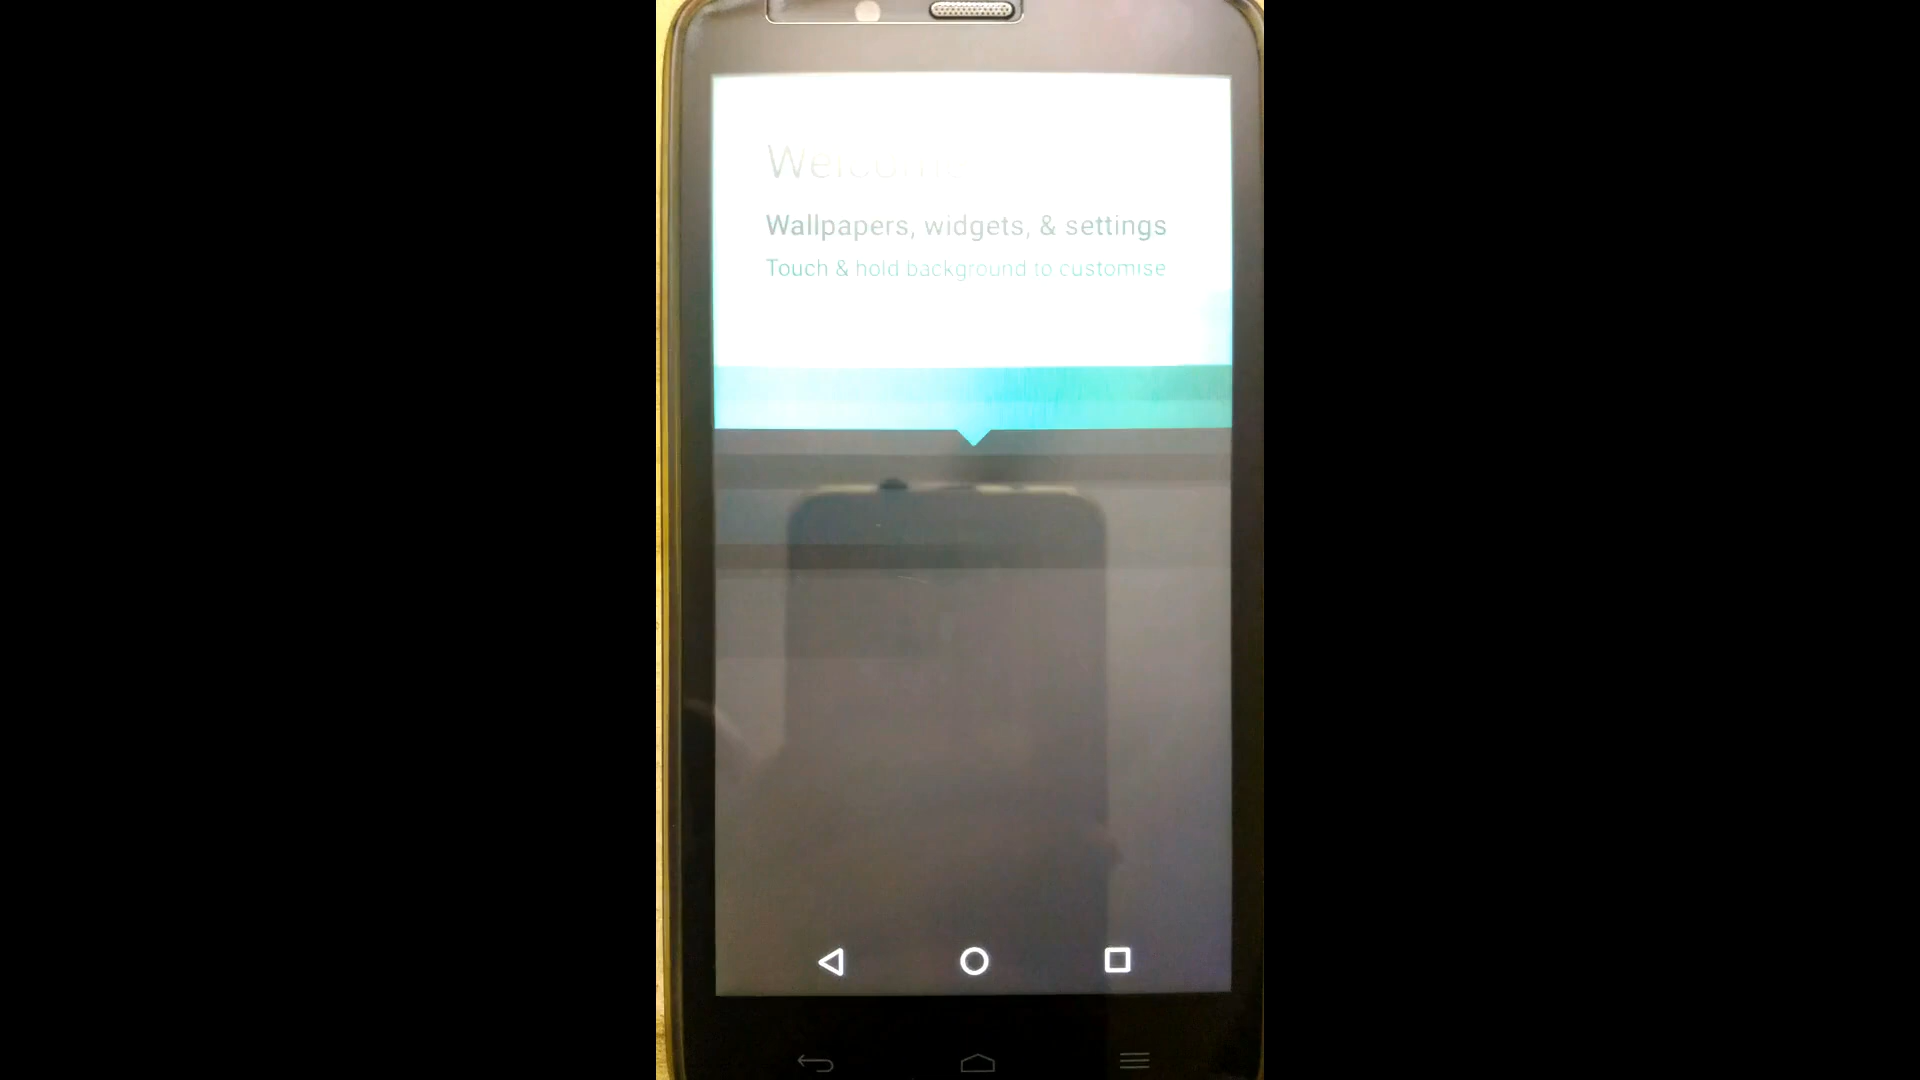 Welcome
Wallpapers, widgets, & settings
Touch & hold background to customise